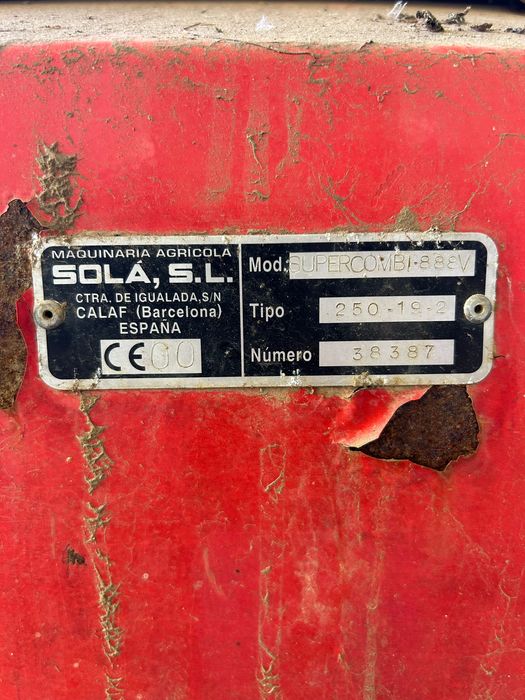 MAQUINARIA AGRÍCOLA
SOLÁ, S.L.
CTRA. DE IGUALADA, S/N
CALAF (Barcelona)
ESPAÑA
CE 00
Mod. SUPERCOMBI-888V
Tipo 250-19-2
Número 38387